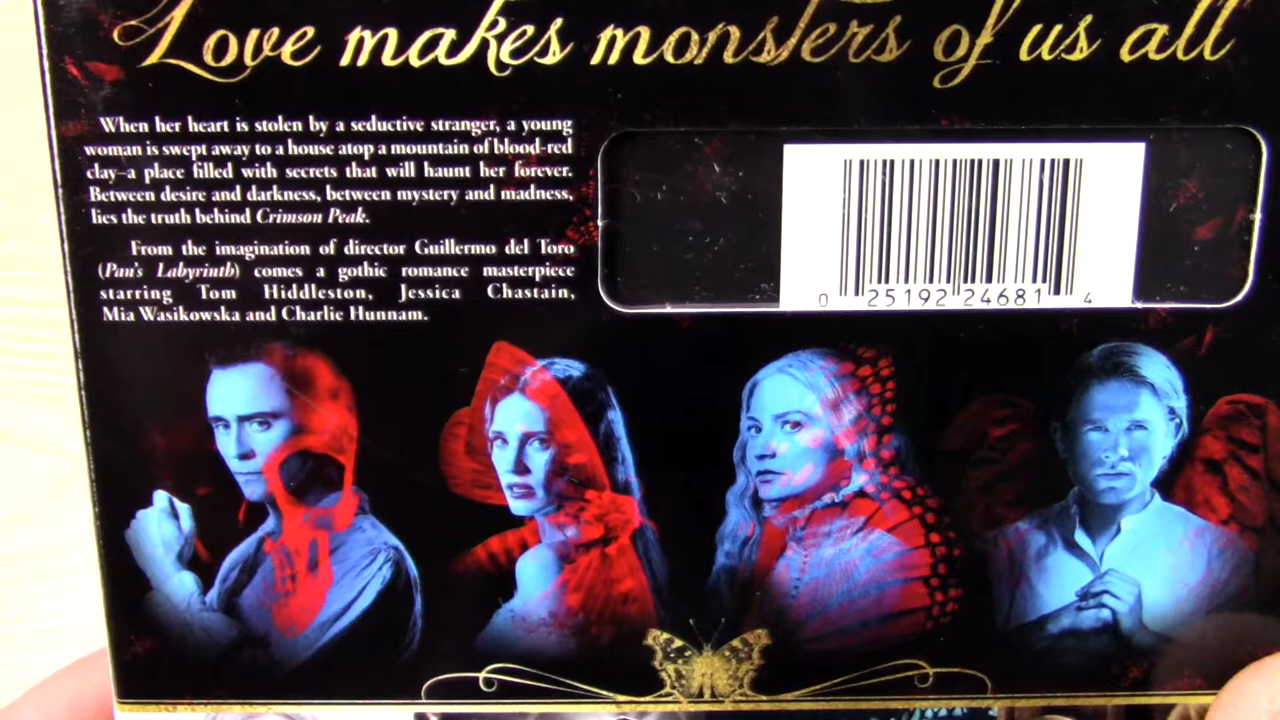 Love makes monsters of us all
When her heart is stolen by a seductive stranger, a young
woman is swept away to a house atop a mountain of blood-red
clay–a place filled with secrets that will haunt her forever.
Between desire and darkness, between mystery and madness,
lies the truth behind Crimson Peak.
From the imagination of director Guillermo del Toro
(Pan's Labyrinth) comes a gothic romance masterpiece
starring Tom Hiddleston, Jessica Chastain,
Mia Wasikowska and Charlie Hunnam.
0 25192 24681 4